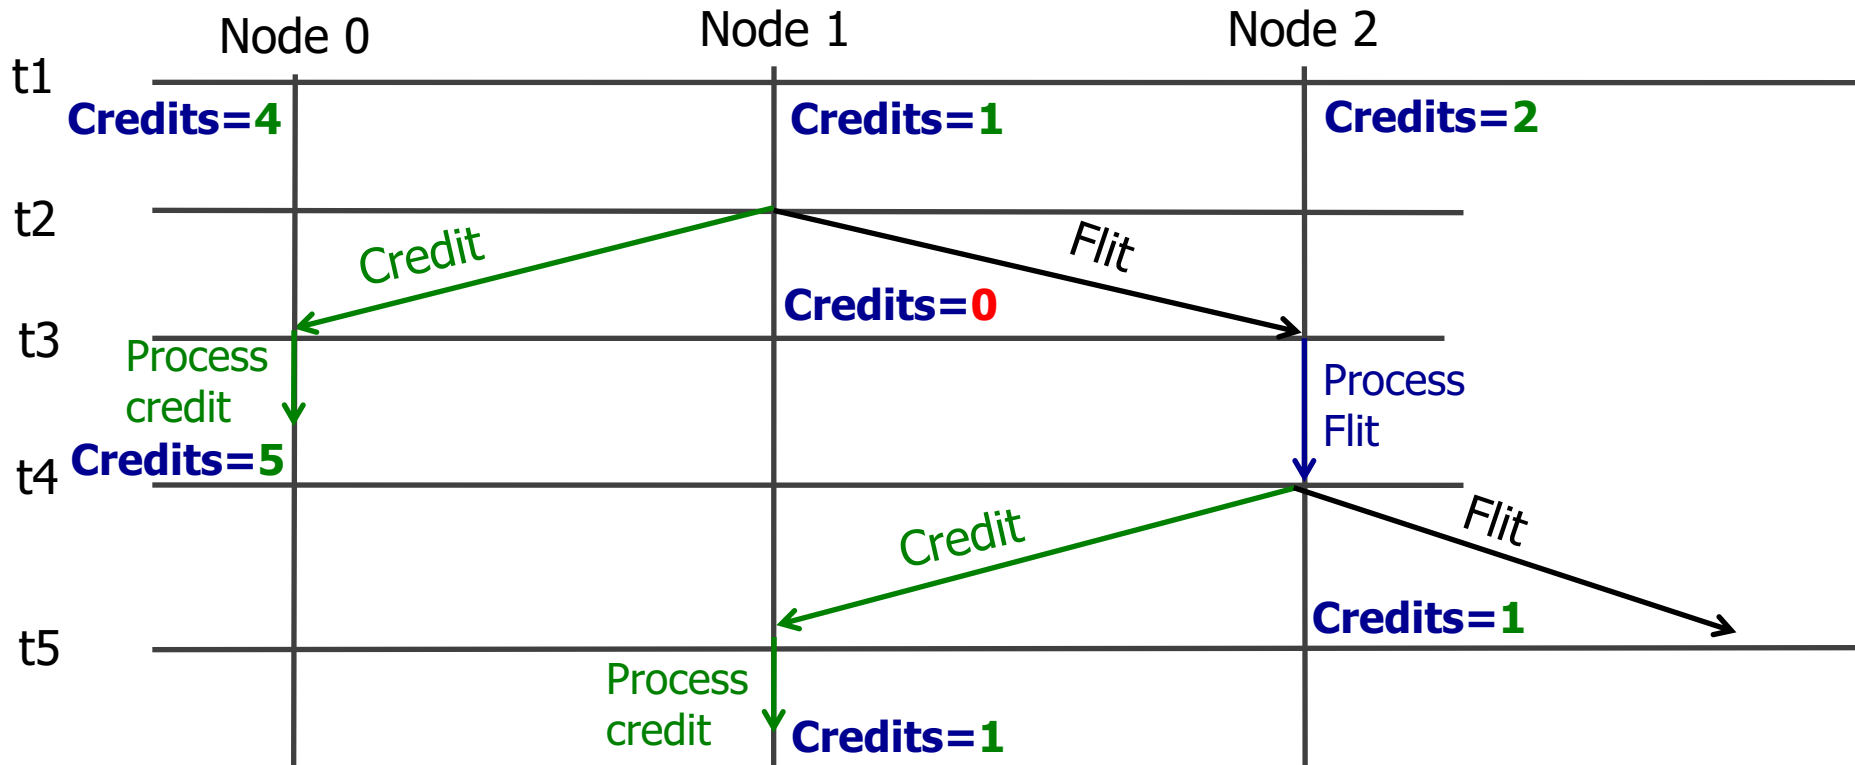 Node 0
Node 1
Node 2
t1
Credits=4
Credits=1
Credits=2
t2
Credit
Flit
Credits=0
t3
Process
credit
Process
Flit
Credits=5
t4
Credit
Flit
Credits=1
t5
Process
credit
Credits=1